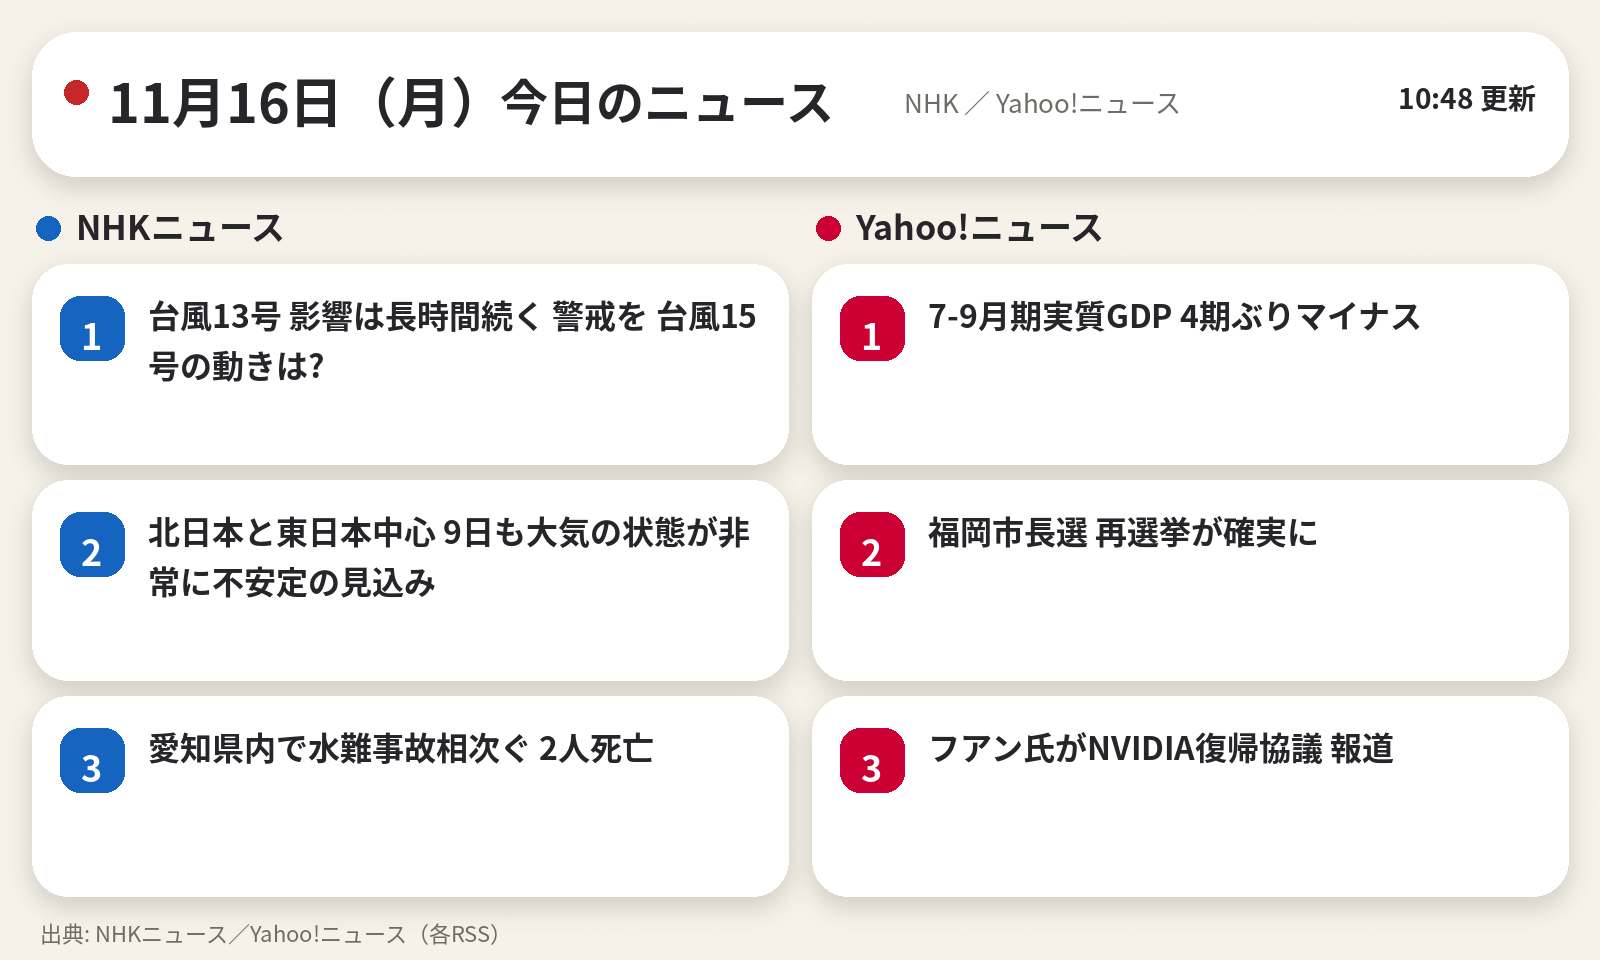 11月16日（月）今日のニュース
NHK ／ Yahoo!ニュース
10:48 更新
NHKニュース
1
台風13号 影響は長時間続く 警戒を 台風15
号の動きは?
2
北日本と東日本中心 9日も大気の状態が非
常に不安定の見込み
3
愛知県内で水難事故相次ぐ 2人死亡
Yahoo!ニュース
1
7-9月期実質GDP 4期ぶりマイナス
2
福岡市長選 再選挙が確実に
3
フアン氏がNVIDIA復帰協議 報道
出典: NHKニュース／Yahoo!ニュース（各RSS）